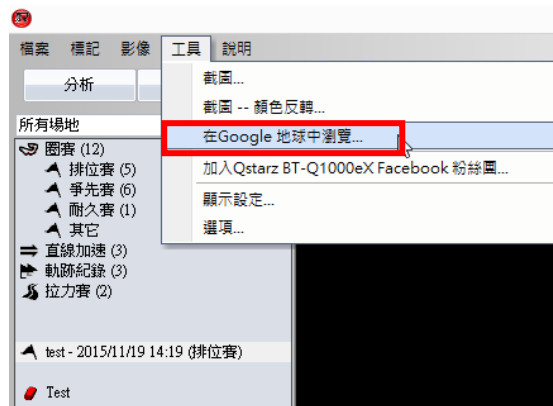 檔案 標記 影像 工具 說明
分析
截圖...
截圖 -- 顏色反轉...
所有場地
在Google 地球中瀏覽...
圈賽 (12)
加入Qstarz BT-Q1000eX Facebook 粉絲團...
排位賽 (5)
爭先賽 (6)
顯示設定...
耐久賽 (1)
選項...
其它
直線加速 (3)
軌跡紀錄 (3)
拉力賽 (2)
test - 2015/11/19 14:19 (排位賽)
Test